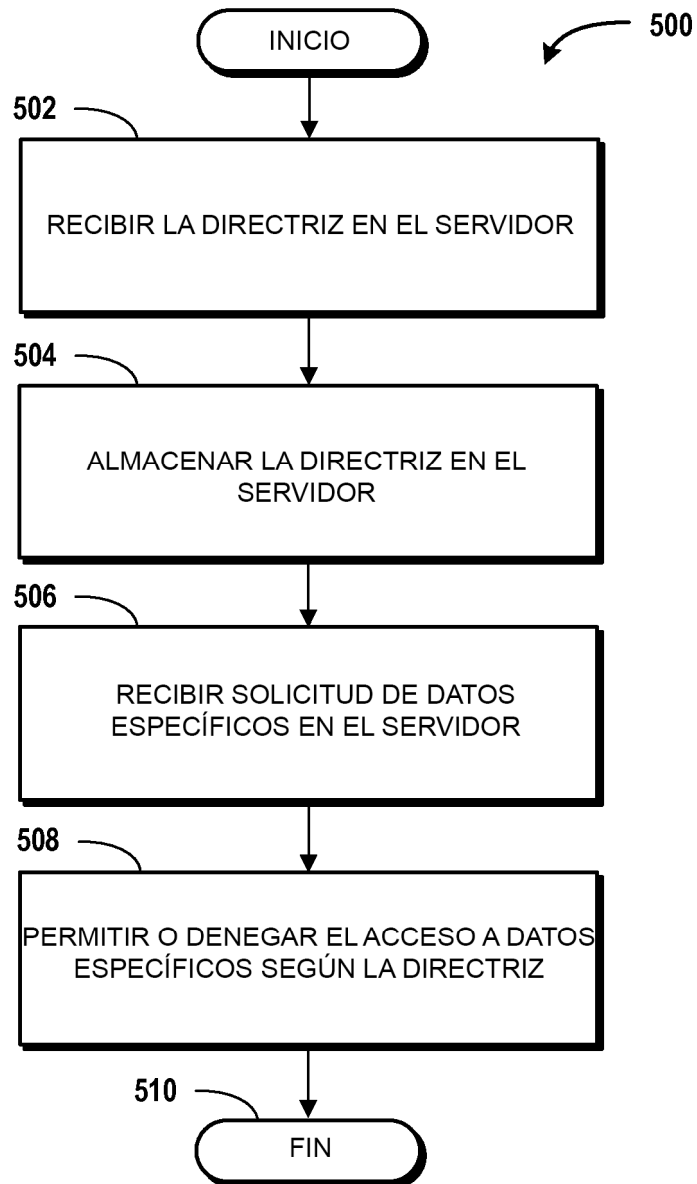 INICIO
500
502
RECIBIR LA DIRECTRIZ EN EL SERVIDOR
504
ALMACENAR LA DIRECTRIZ EN EL
SERVIDOR
506
RECIBIR SOLICITUD DE DATOS
ESPECÍFICOS EN EL SERVIDOR
508
PERMITIR O DENEGAR EL ACCESO A DATOS
ESPECÍFICOS SEGÚN LA DIRECTRIZ
510
FIN